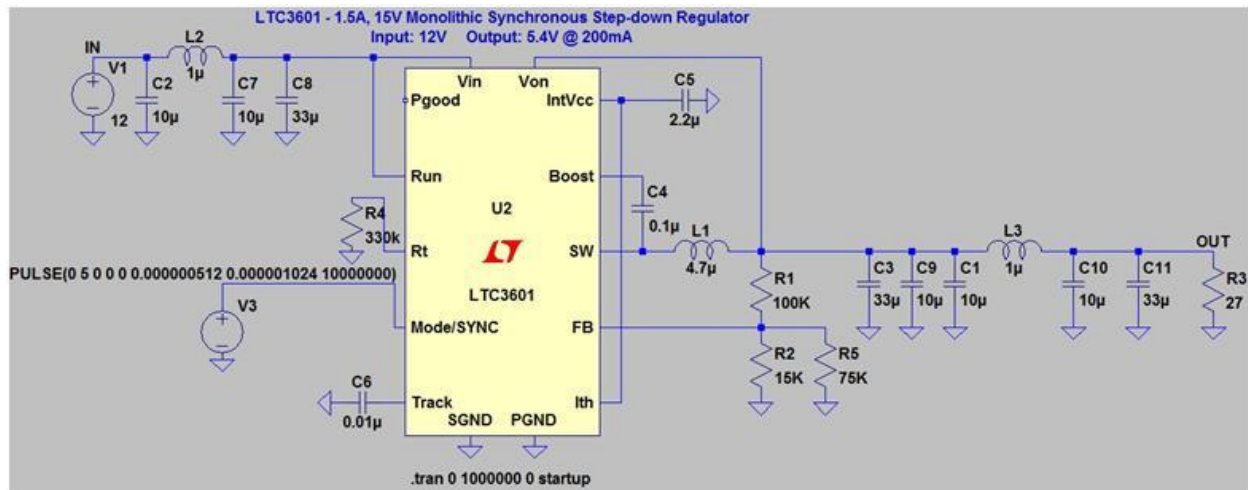 LTC3601 - 1.5A, 15V Monolithic Synchronous Step-down Regulator
Input: 12V Output: 5.4V @ 200mA
IN
L2
1µ
V1
12
C2
10µ
C7
10µ
C8
33µ
Vin
Von
Pgood
IntVcc
C5
2.2µ
Run
Boost
C4
0.1µ
U2
R4
330k
Rt
SW
L1
4.7µ
L3
1µ
OUT
LTC3601
PULSE(0 5 0 0 0 0.000000512 0.000001024 10000000)
V3
R1
100K
C3
33µ
C9
10µ
C1
10µ
C10
10µ
C11
33µ
R3
27
Mode/SYNC
FB
R2
15K
R5
75K
C6
0.01µ
Track
Ith
SGND
PGND
.tran 0 1000000 0 startup